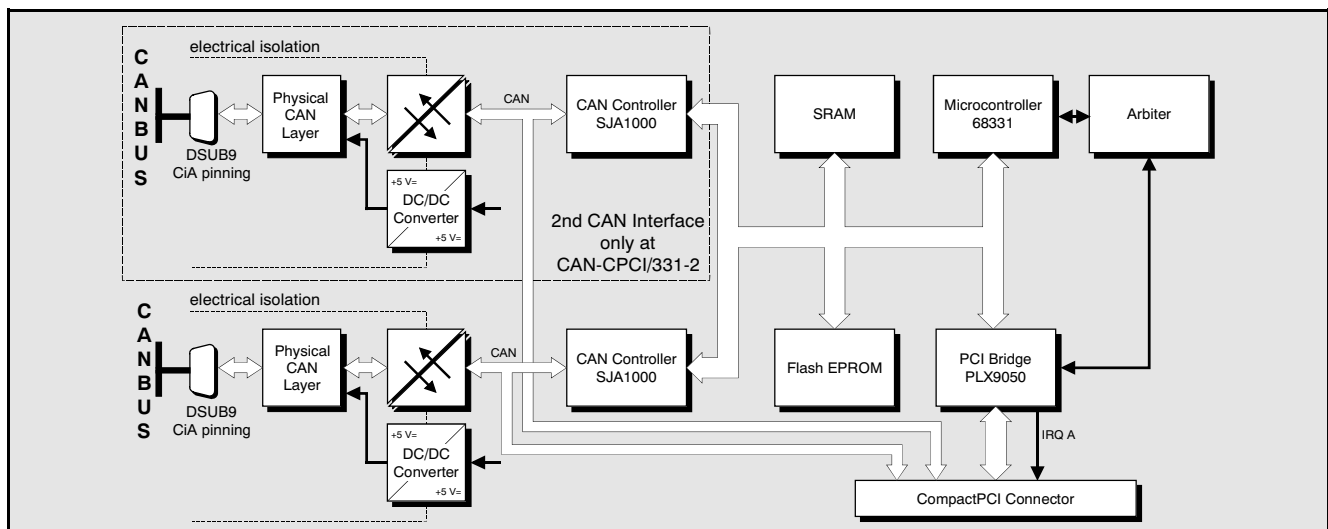 C
A
N
B
U
S
electrical isolation
DSUB9
CiA pinning
Physical
CAN
Layer
+5 V=
DC/DC
Converter
+5 V=
CAN
CAN Controller
SJA1000
2nd CAN Interface
only at
CAN-CPCI/331-2
SRAM
Microcontroller
68331
Arbiter
C
A
N
B
U
S
electrical isolation
DSUB9
CiA pinning
Physical
CAN
Layer
+5 V=
DC/DC
Converter
+5 V=
CAN
CAN Controller
SJA1000
Flash EPROM
PCI Bridge
PLX9050
IRQ A
CompactPCI Connector